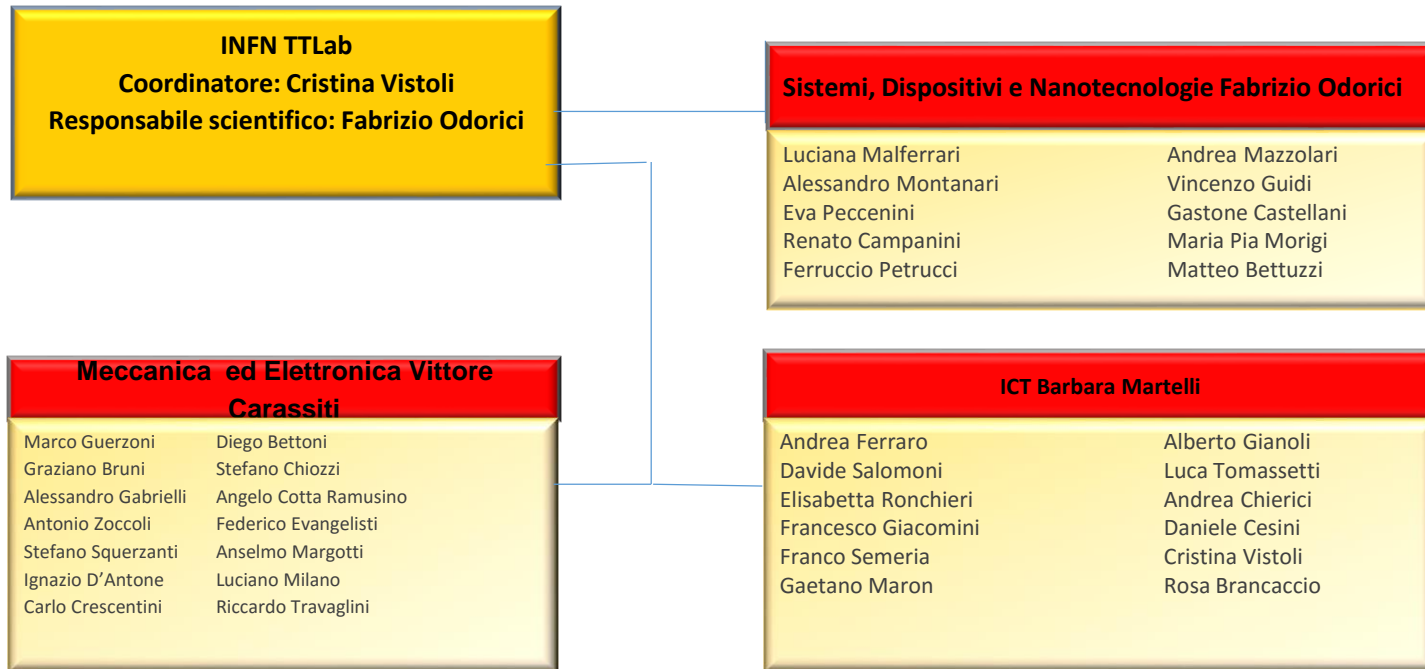 INFN TTLab
Coordinatore: Cristina Vistoli
Responsabile scientifico: Fabrizio Odorici
Sistemi, Dispositivi e Nanotecnologie Fabrizio Odorici
Luciana Malferrari
Alessandro Montanari
Eva Peccenini
Renato Campanini
Ferruccio Petrucci
Andrea Mazzolari
Vincenzo Guidi
Gastone Castellani
Maria Pia Morigi
Matteo Bettuzzi
Meccanica ed Elettronica Vittore
Carassiti
Marco Guerzoni
Graziano Bruni
Alessandro Gabrielli
Antonio Zoccoli
Stefano Squerzanti
Ignazio D’Antone
Carlo Crescentini
Diego Bettoni
Stefano Chiozzi
Angelo Cotta Ramusino
Federico Evangelisti
Anselmo Margotti
Luciano Milano
Riccardo Travaglini
ICT Barbara Martelli
Andrea Ferraro
Davide Salomoni
Elisabetta Ronchieri
Francesco Giacomini
Franco Semeria
Gaetano Maron
Alberto Gianoli
Luca Tomassetti
Andrea Chierici
Daniele Cesini
Cristina Vistoli
Rosa Brancaccio